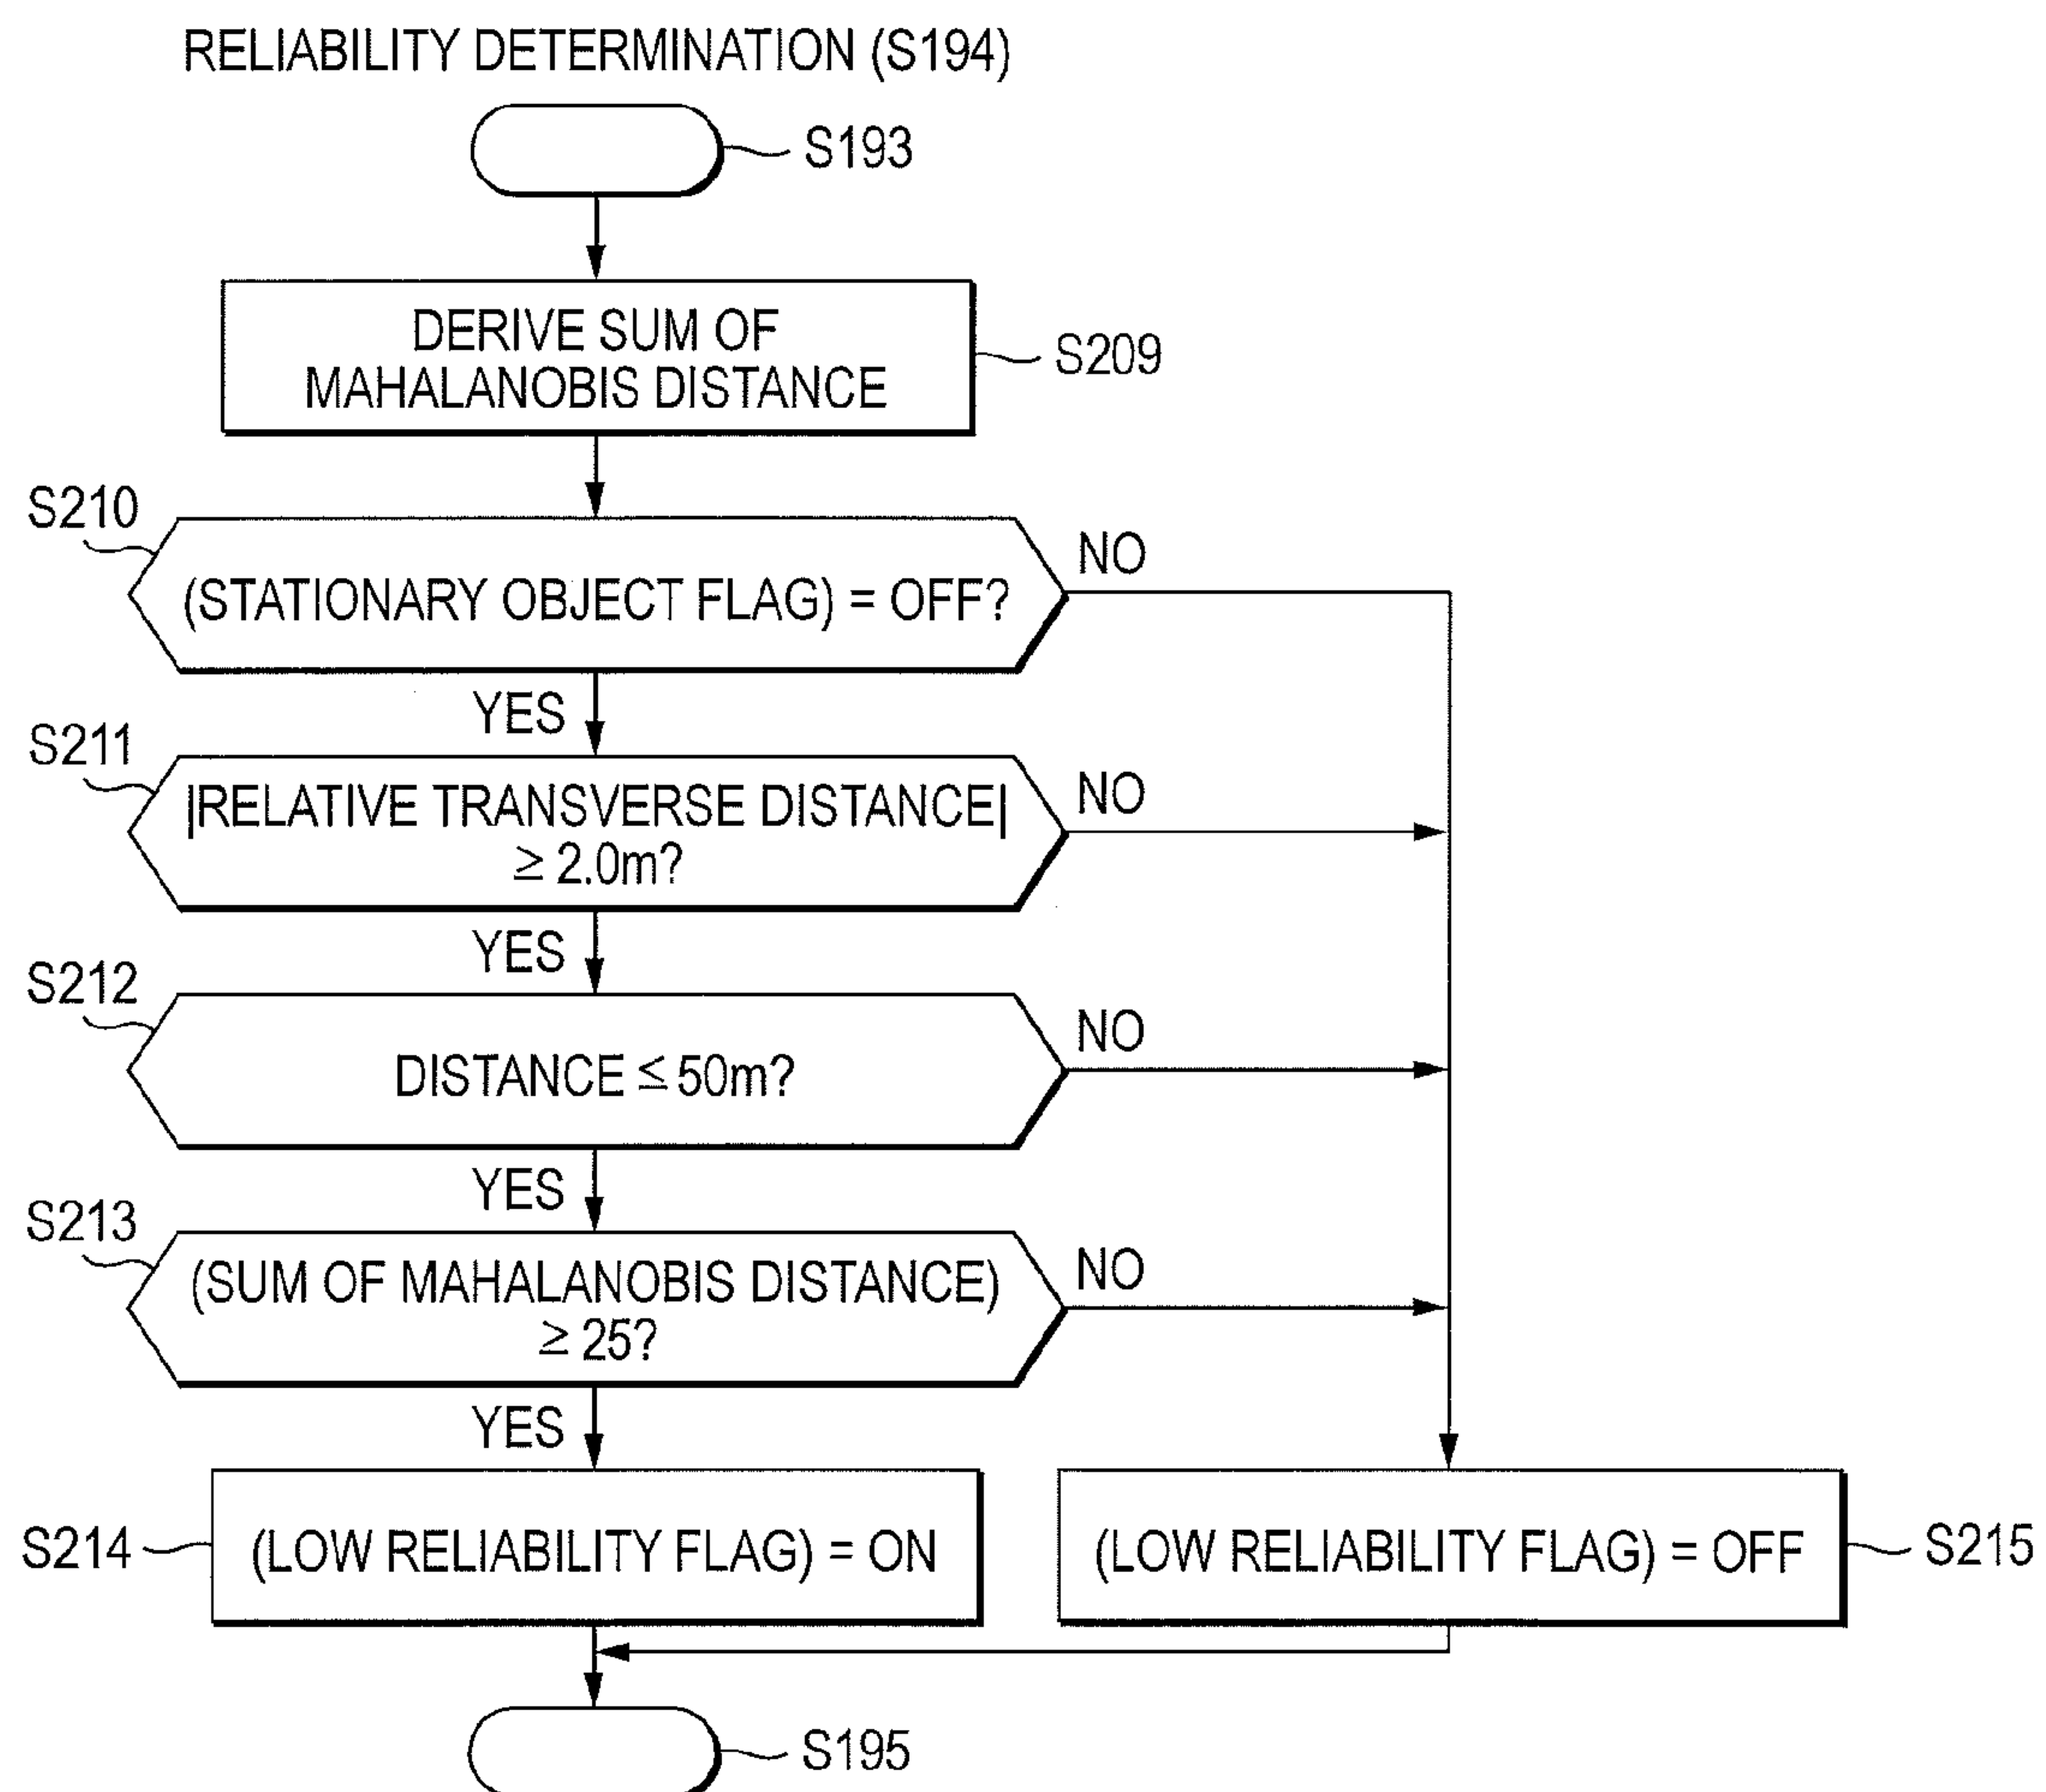 RELIABILITY DETERMINATION (S194)
S193
DERIVE SUM OF
MAHALANOBIS DISTANCE
S209
S210
(STATIONARY OBJECT FLAG) = OFF?
NO
YES
S211
|RELATIVE TRANSVERSE DISTANCE|
≥ 2.0m?
NO
YES
S212
DISTANCE ≤ 50m?
NO
YES
S213
(SUM OF MAHALANOBIS DISTANCE)
≥ 25?
NO
YES
S214
(LOW RELIABILITY FLAG) = ON
(LOW RELIABILITY FLAG) = OFF
S215
S195